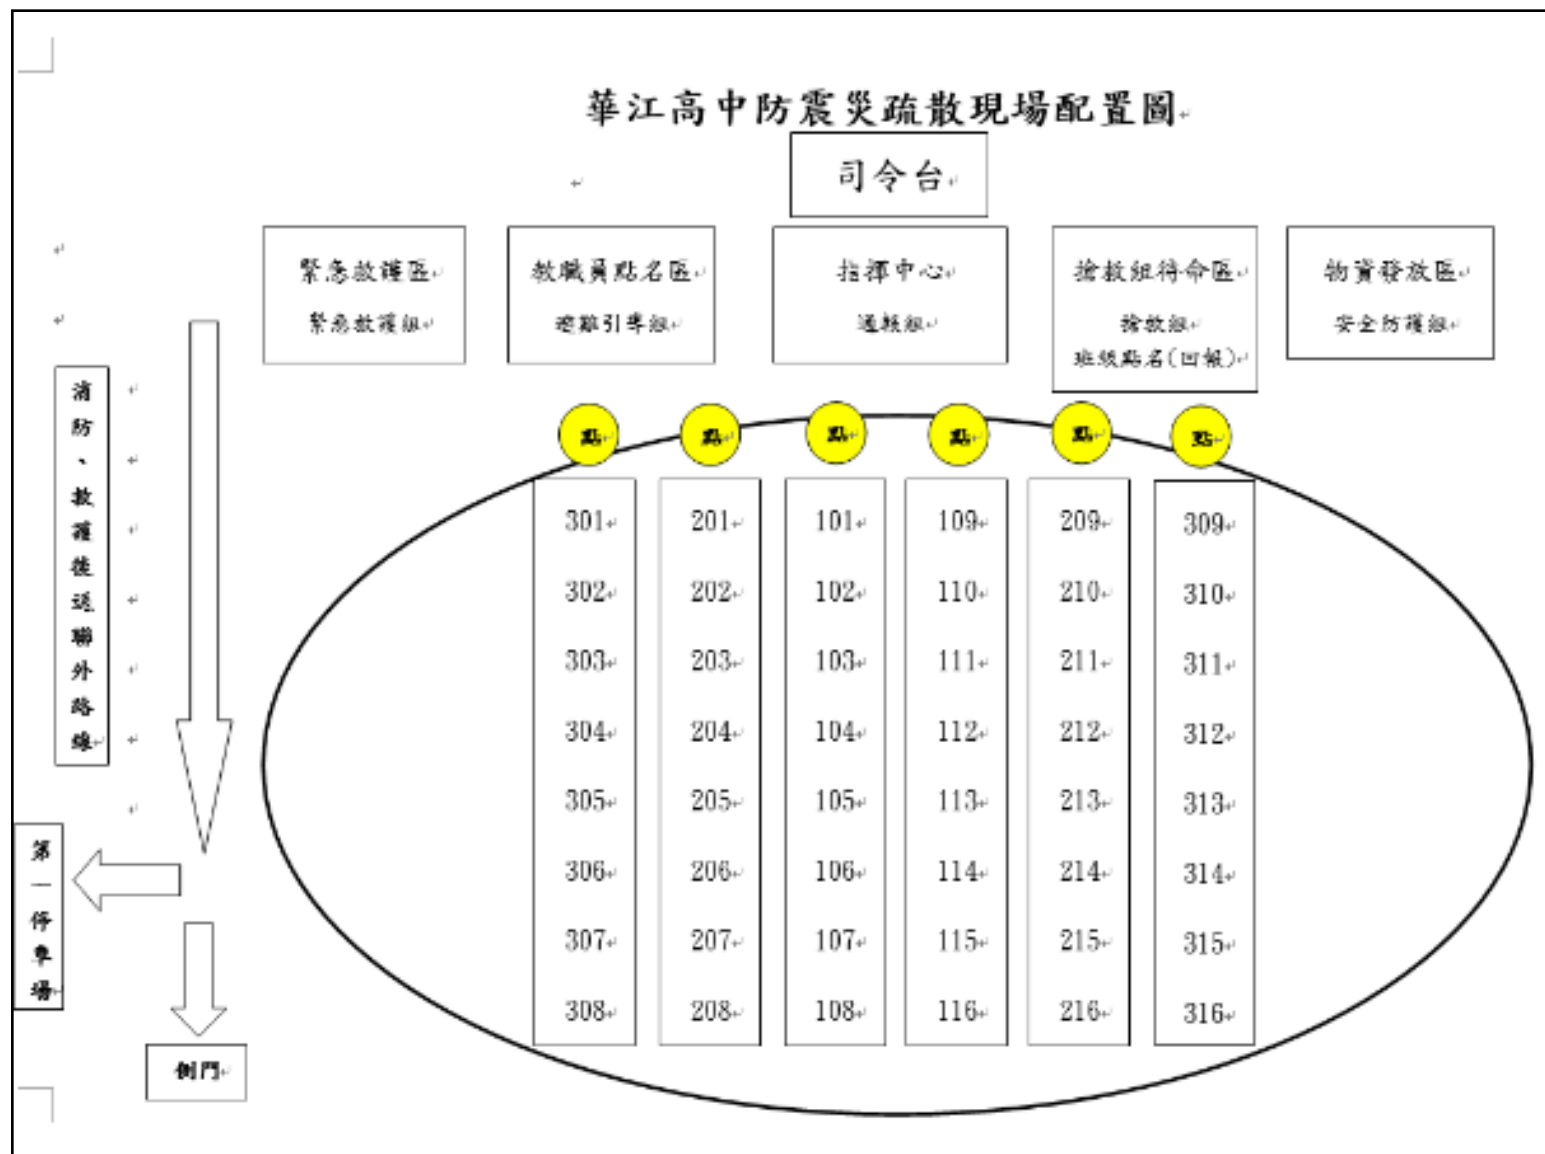 華江高中防震災疏散現場配置圖
司令台
緊急救護區
緊急救護組
教職員點名區
避難引導組
指揮中心
通報組
搶救組待命區
搶救組
班級點名(回報)
物資發放區
安全防護組
消防、救護後送聯外路線
第一停車場
側門
點 點 點 點 點 點
301 201 101 109 209 309
302 202 102 110 210 310
303 203 103 111 211 311
304 204 104 112 212 312
305 205 105 113 213 313
306 206 106 114 214 314
307 207 107 115 215 315
308 208 108 116 216 316